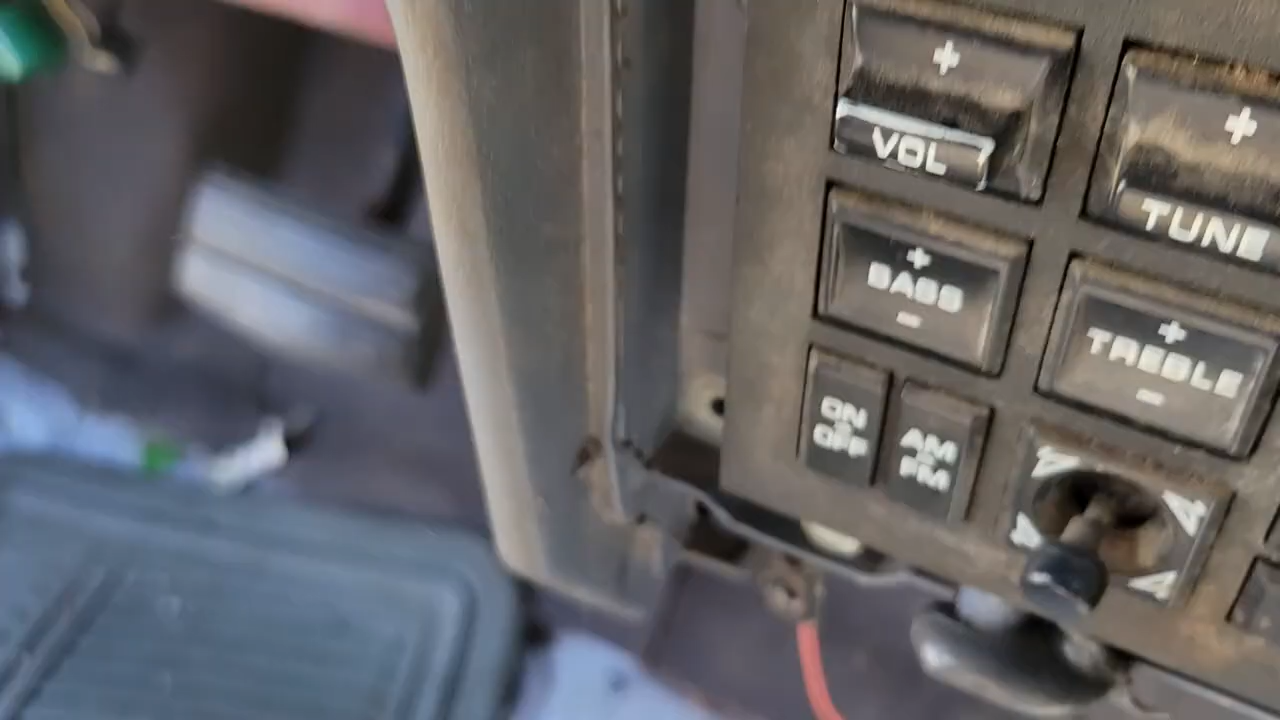 +
VOL
+
TUNE
+
BASS
-
+
TREBLE
-
ON
OFF
AM
FM